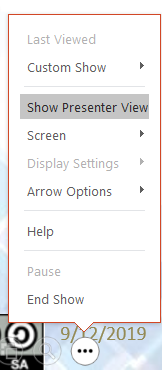 Last Viewed
Custom Show
Show Presenter View
Screen
Display Settings
Arrow Options
Help
Pause
End Show
9/12/2019
SA